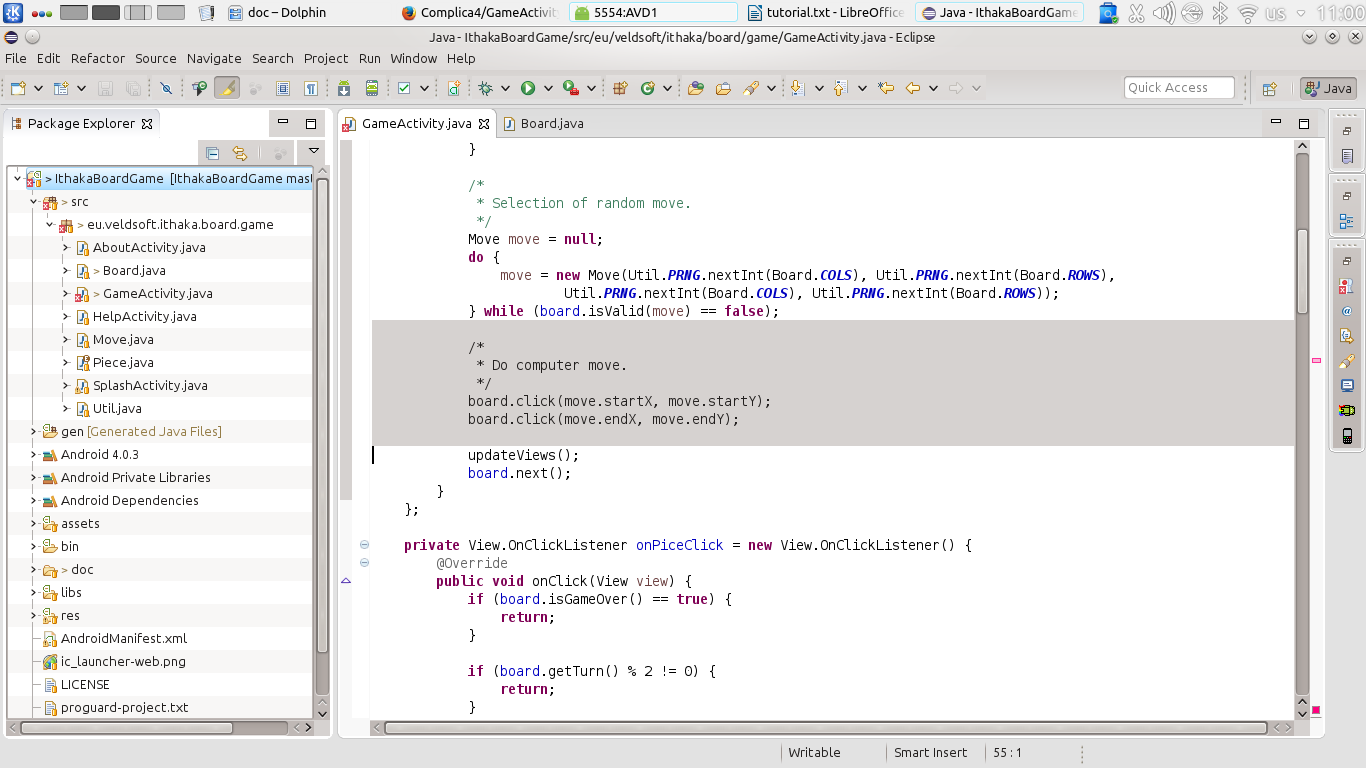 doc – Dolphin
Complica4/GameActivit
5554:AVD1
tutorial.txt - LibreOffice
Java - IthakaBoardGame
us
11:00
Java - IthakaBoardGame/src/eu/veldsoft/ithaka/board/game/GameActivity.java - Eclipse
File Edit Refactor Source Navigate Search Project Run Window Help
Quick Access
Java
Package Explorer
GameActivity.java
Board.java
> IthakaBoardGame [IthakaBoardGame mast
> src
> eu.veldsoft.ithaka.board.game
AboutActivity.java
> Board.java
> GameActivity.java
HelpActivity.java
Move.java
Piece.java
SplashActivity.java
Util.java
gen [Generated Java Files]
Android 4.0.3
Android Private Libraries
Android Dependencies
assets
bin
> doc
libs
res
AndroidManifest.xml
ic_launcher-web.png
LICENSE
proguard-project.txt
}
/*
* Selection of random move.
*/
Move move = null;
do {
move = new Move(Util.PRNG.nextInt(Board.COLS), Util.PRNG.nextInt(Board.ROWS),
Util.PRNG.nextInt(Board.COLS), Util.PRNG.nextInt(Board.ROWS));
} while (board.isValid(move) == false);
/*
* Do computer move.
*/
board.click(move.startX, move.startY);
board.click(move.endX, move.endY);
updateViews();
board.next();
}
};
private View.OnClickListener onPiceClick = new View.OnClickListener() {
@Override
public void onClick(View view) {
if (board.isGameOver() == true) {
return;
}
if (board.getTurn() % 2 != 0) {
return;
}
Writable
Smart Insert
55 : 1